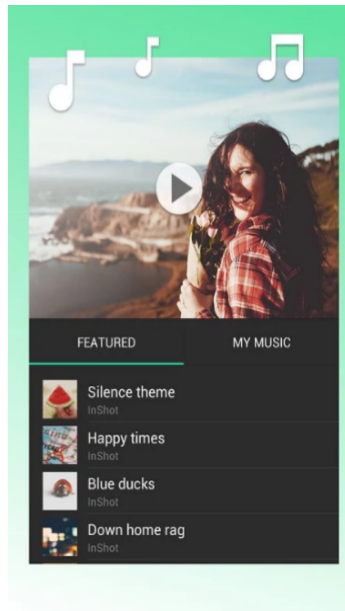 FEATURED
MY MUSIC
Silence theme
InShot
Happy times
InShot
Blue ducks
InShot
Down home rag
InShot